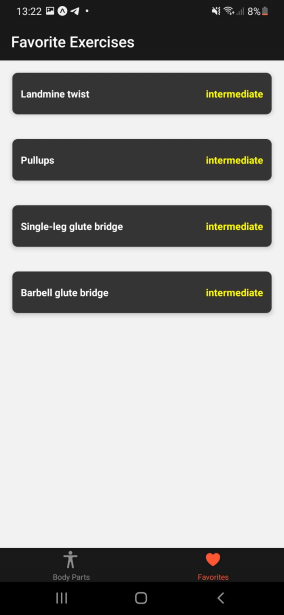 13:22 8%
Favorite Exercises
Landmine twist intermediate
Pullups intermediate
Single-leg glute bridge intermediate
Barbell glute bridge intermediate
Body Parts Favorites